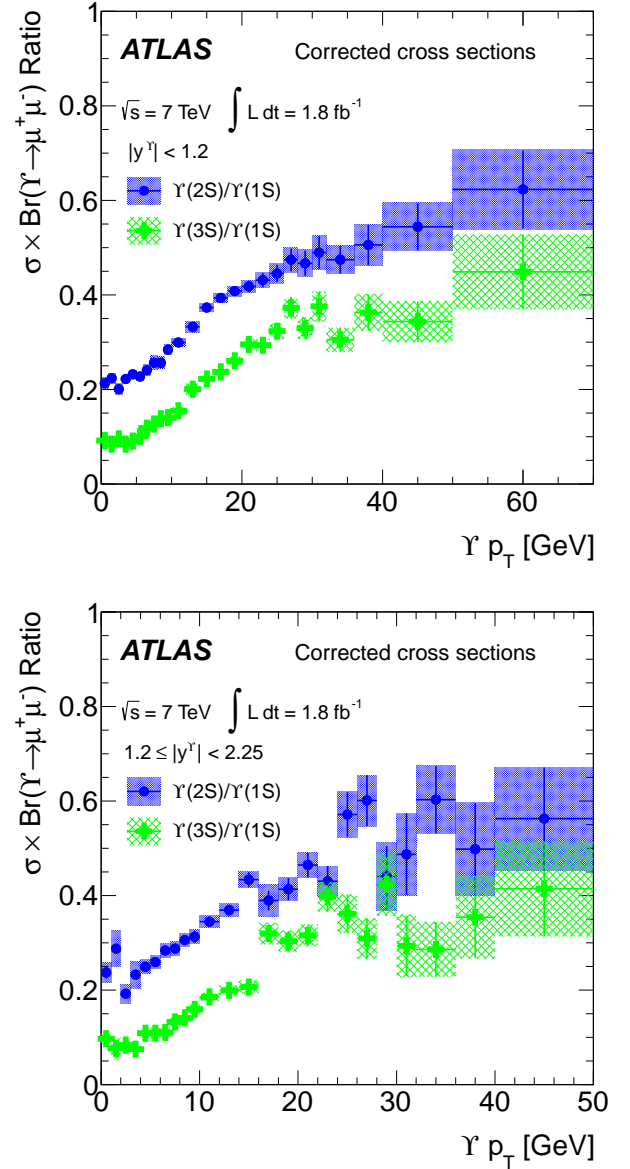 σ × Br(ϒ→μ⁺μ⁻) Ratio
1
0.8
0.6
0.4
0.2
0
ATLAS Corrected cross sections
√s = 7 TeV ∫ L dt = 1.8 fb⁻¹
|y^ϒ| < 1.2
ϒ(2S)/ϒ(1S)
ϒ(3S)/ϒ(1S)
0 20 40 60
ϒ p_T [GeV]
σ × Br(ϒ→μ⁺μ⁻) Ratio
1
0.8
0.6
0.4
0.2
0
ATLAS Corrected cross sections
√s = 7 TeV ∫ L dt = 1.8 fb⁻¹
1.2 ≤ |y^ϒ| < 2.25
ϒ(2S)/ϒ(1S)
ϒ(3S)/ϒ(1S)
0 10 20 30 40 50
ϒ p_T [GeV]